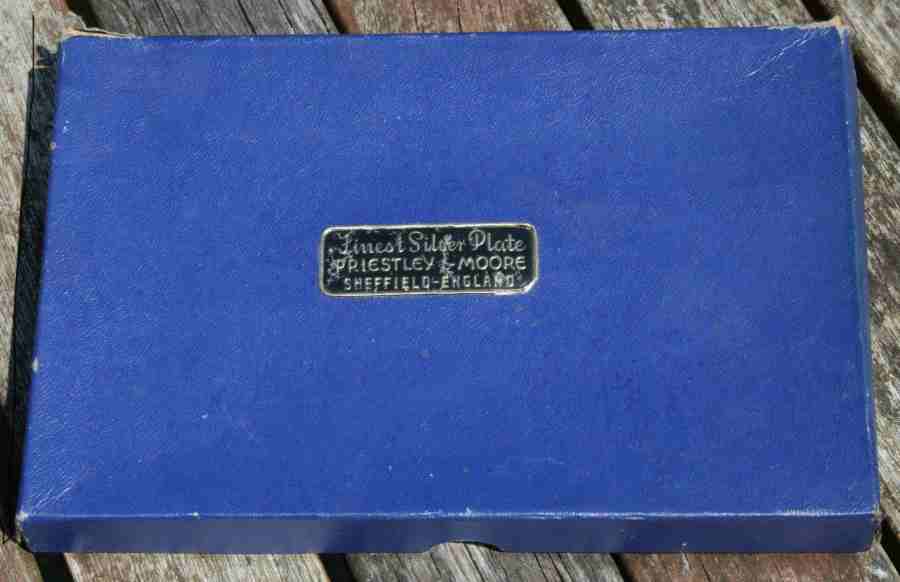 Finest Silver Plate
PRIESTLEY & MOORE
SHEFFIELD-ENGLAND